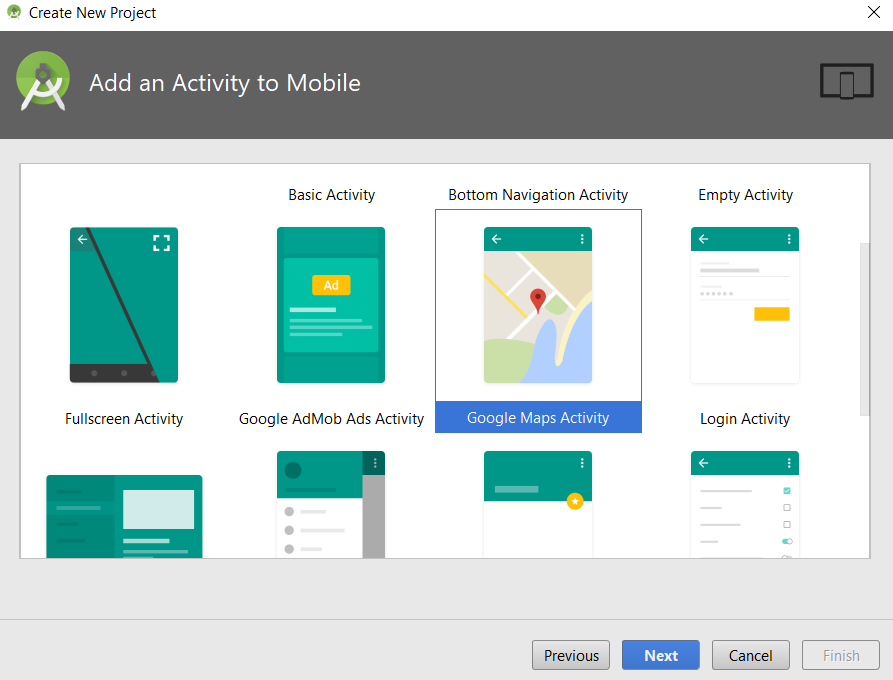 Create New Project
Add an Activity to Mobile
Basic Activity
Bottom Navigation Activity
Empty Activity
Ad
Fullscreen Activity
Google AdMob Ads Activity
Google Maps Activity
Login Activity
Previous
Next
Cancel
Finish